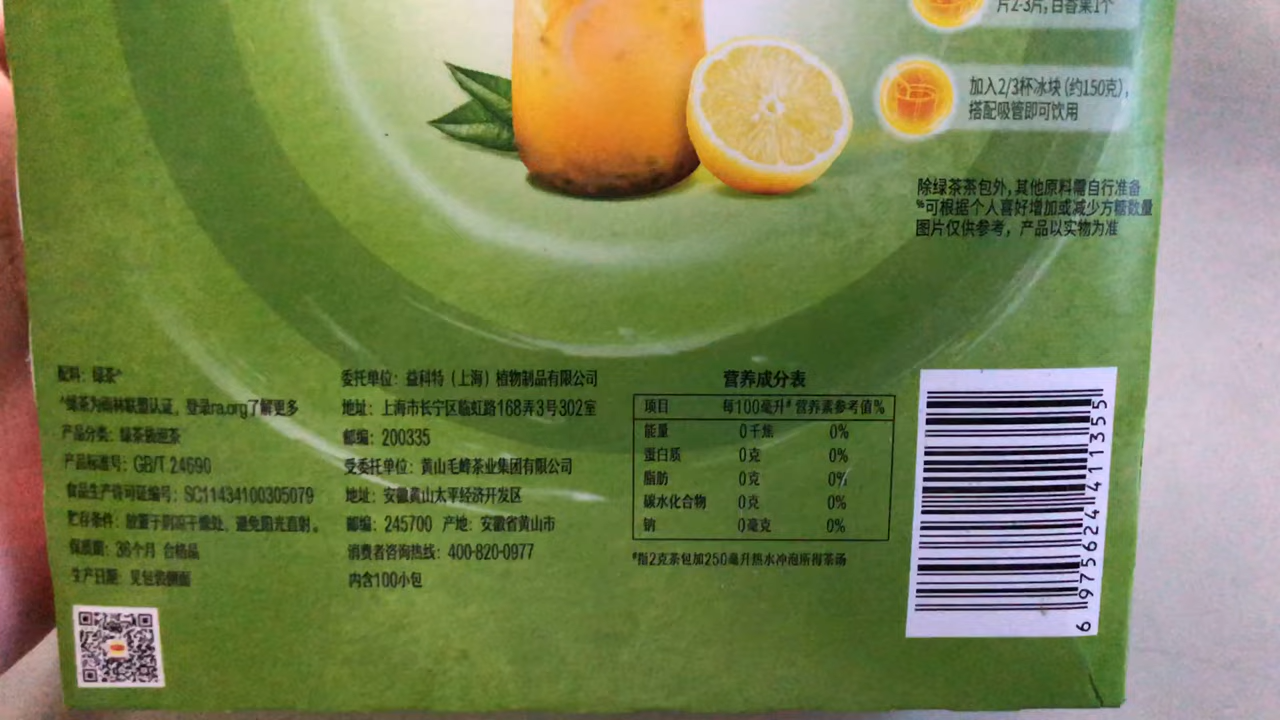 片2-3片,百香果1个
加入2/3杯冰块(约150克),
搭配吸管即可饮用
除绿茶茶包外,其他原料需自行准备
%可根据个人喜好增加或减少方糖数量
图片仅供参考,产品以实物为准
配料: 绿茶^
^绿茶为雨林联盟认证, 登录ra.org了解更多
产品分类: 绿茶袋泡茶
产品标准号: GB/T 24690
食品生产许可证编号: SC11434100305079
贮存条件: 放置于阴凉干燥处、避免阳光直射。
保质期: 36个月 合格品
生产日期: 见包装侧面
委托单位: 益科特(上海)植物制品有限公司
地址: 上海市长宁区临虹路168弄3号302室
邮编: 200335
受委托单位: 黄山毛峰茶业集团有限公司
地址: 安徽黄山太平经济开发区
邮编: 245700 产地: 安徽省黄山市
消费者咨询热线: 400-820-0977
内含100小包
营养成分表
项目 每100毫升# 营养素参考值%
能量 0千焦 0%
蛋白质 0克 0%
脂肪 0克 0%
碳水化合物 0克 0%
钠 0毫克 0%
#指2克茶包加250毫升热水冲泡所得茶汤
6 975624 411355